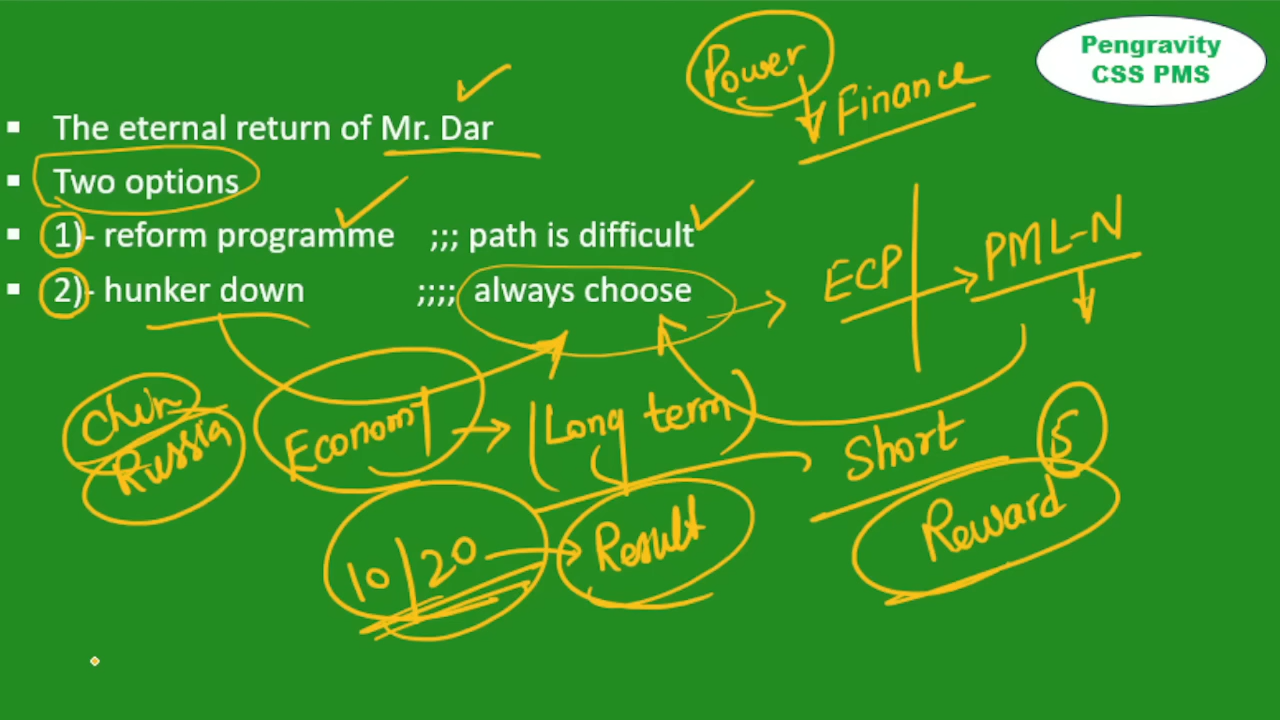 Pengravity
CSS PMS
Power
Finance
▪ The eternal return of Mr. Dar
▪ Two options
▪ 1)- reform programme ;;; path is difficult
▪ 2)- hunker down ;;;; always choose
ECP PML-N
Russia
Long term
Short 5
10/20 Result Reward